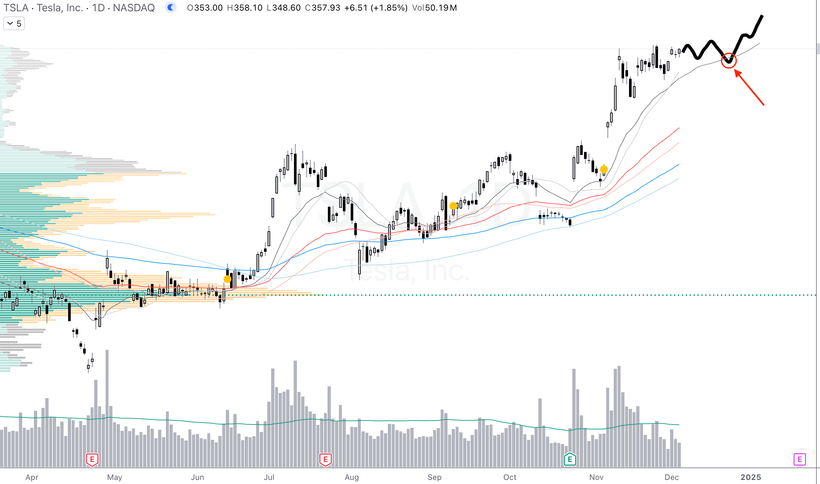 TSLA · Tesla, Inc. · 1D · NASDAQ O353.00 H358.10 L348.60 C357.93 +6.51 (+1.85%) Vol50.19M
5
TSLA, 1D
Tesla, Inc.
E E E E
Apr May Jun Jul Aug Sep Oct Nov Dec 2025